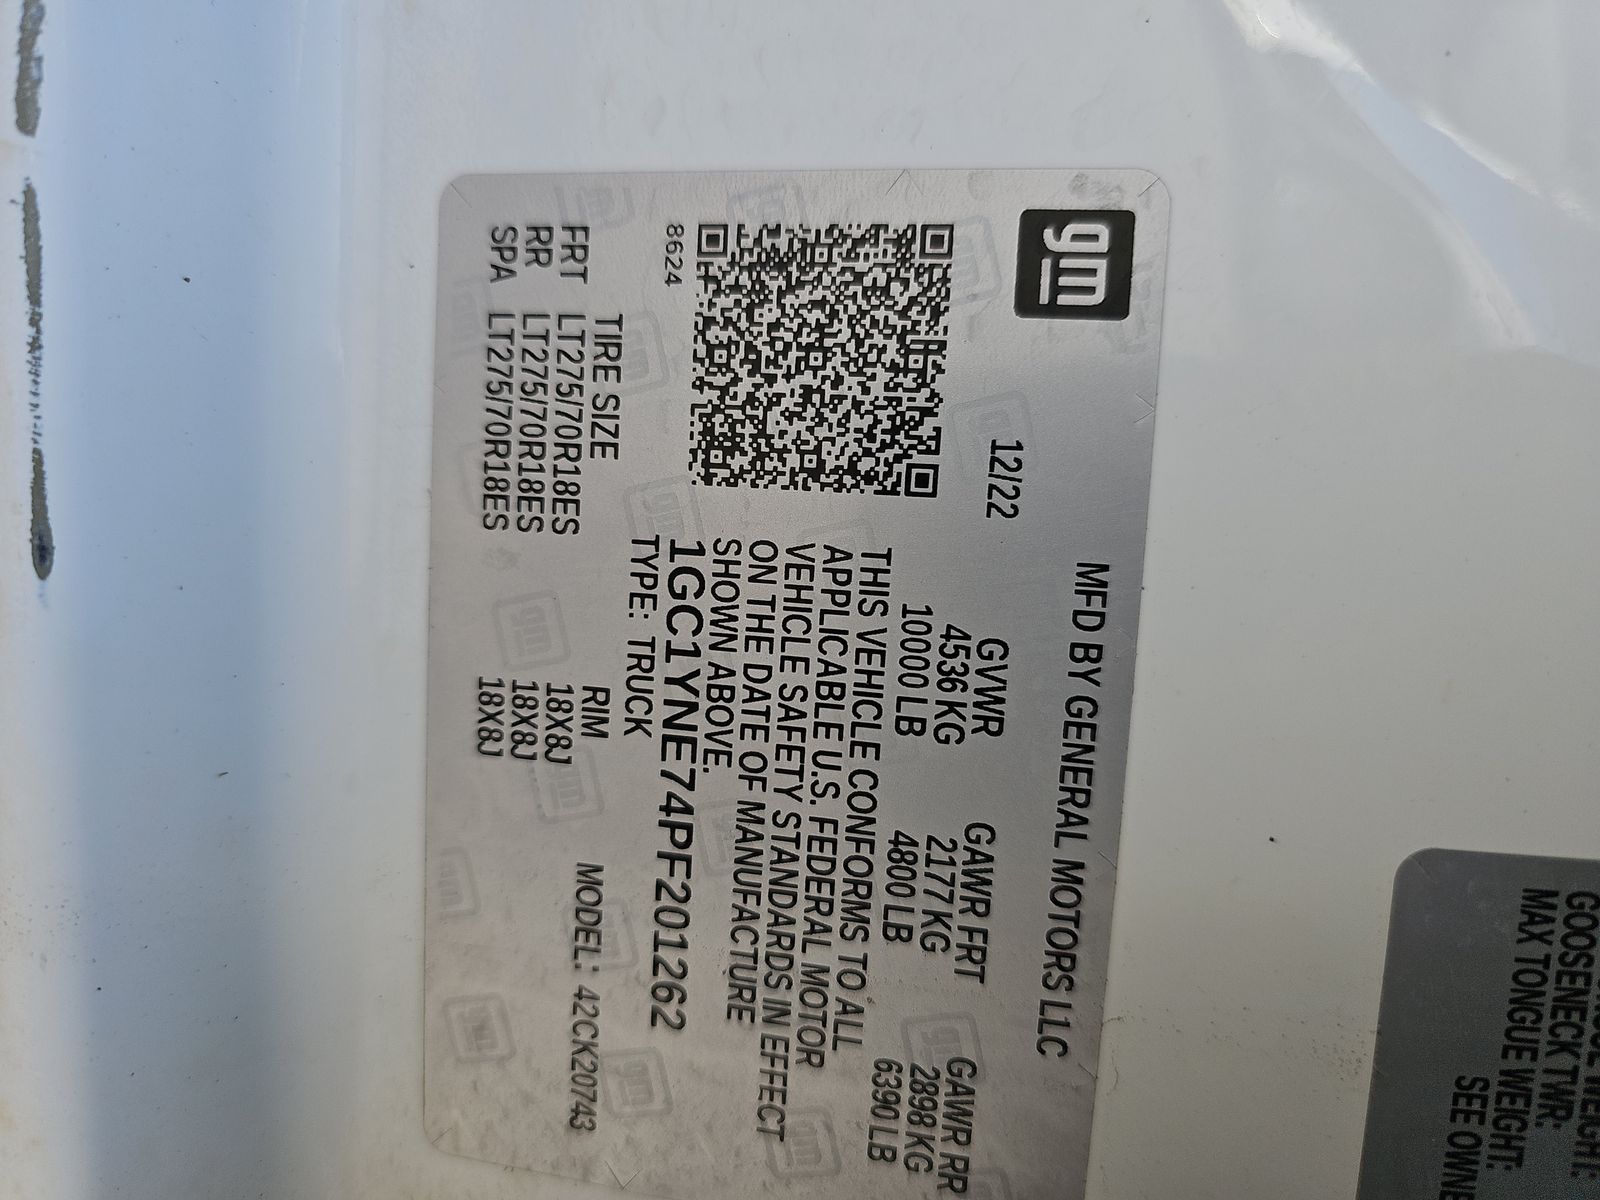 gm
MFD BY GENERAL MOTORS LLC
12/22
GVWR GAWR FRT GAWR RR
4536 KG 2177 KG 2898 KG
10000 LB 4800 LB 6390 LB
THIS VEHICLE CONFORMS TO ALL
APPLICABLE U.S. FEDERAL MOTOR
VEHICLE SAFETY STANDARDS IN EFFECT
ON THE DATE OF MANUFACTURE
SHOWN ABOVE.
1GC1YNE74PF201262
TYPE: TRUCK
8624
MODEL: 42CK20743
TIRE SIZE RIM
FRT LT275/70R18ES 18X8J
RR LT275/70R18ES 18X8J
SPA LT275/70R18ES 18X8J
GOOSENECK TWR.
MAX TONGUE WEIGHT.
SEE